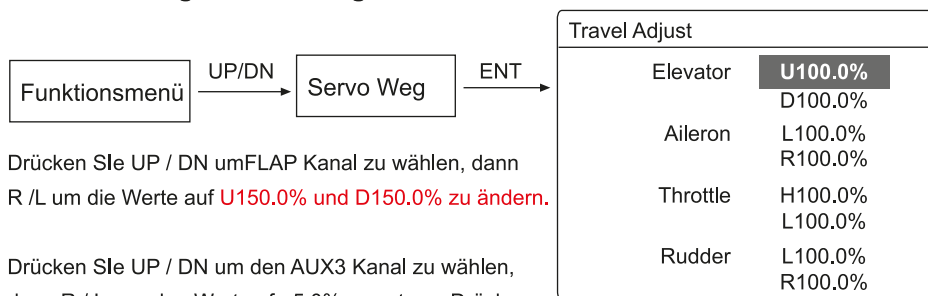 Travel Adjust
Funktionsmenü
UP/DN
Servo Weg
ENT
Elevator U100.0%
D100.0%
Aileron L100.0%
R100.0%
Throttle H100.0%
L100.0%
Rudder L100.0%
R100.0%
Drücken SIe UP / DN umFLAP Kanal zu wählen, dann
R /L um die Werte auf U150.0% und D150.0% zu ändern.
Drücken SIe UP / DN um den AUX3 Kanal zu wählen,